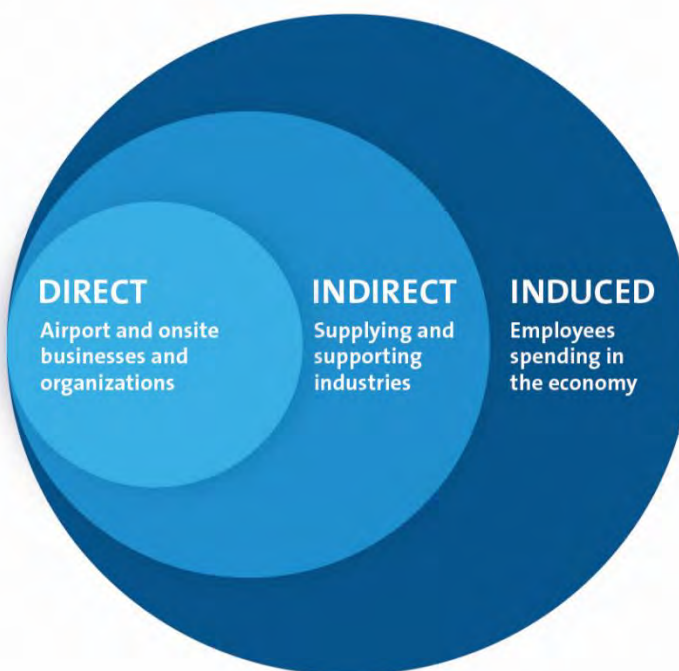 DIRECT
Airport and onsite
businesses and
organizations
INDIRECT
Supplying and
supporting
industries
INDUCED
Employees
spending in
the economy